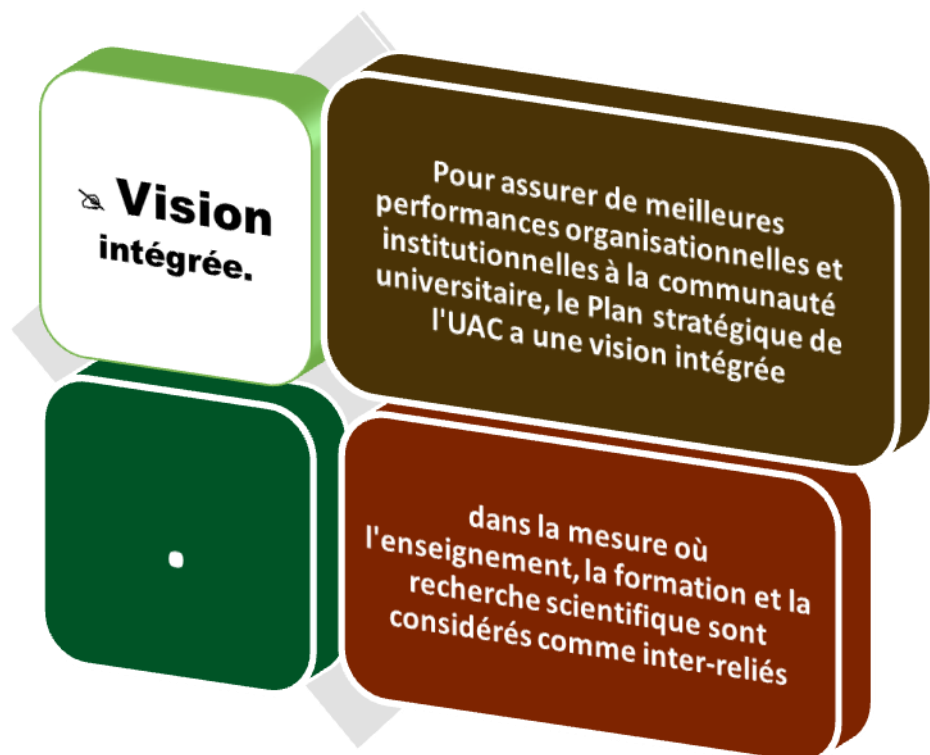 Vision
intégrée.
Pour assurer de meilleures
performances organisationnelles et
institutionnelles à la communauté
universitaire, le Plan stratégique de
l'UAC a une vision intégrée
.
dans la mesure où
l'enseignement, la formation et la
recherche scientifique sont
considérés comme inter-reliés